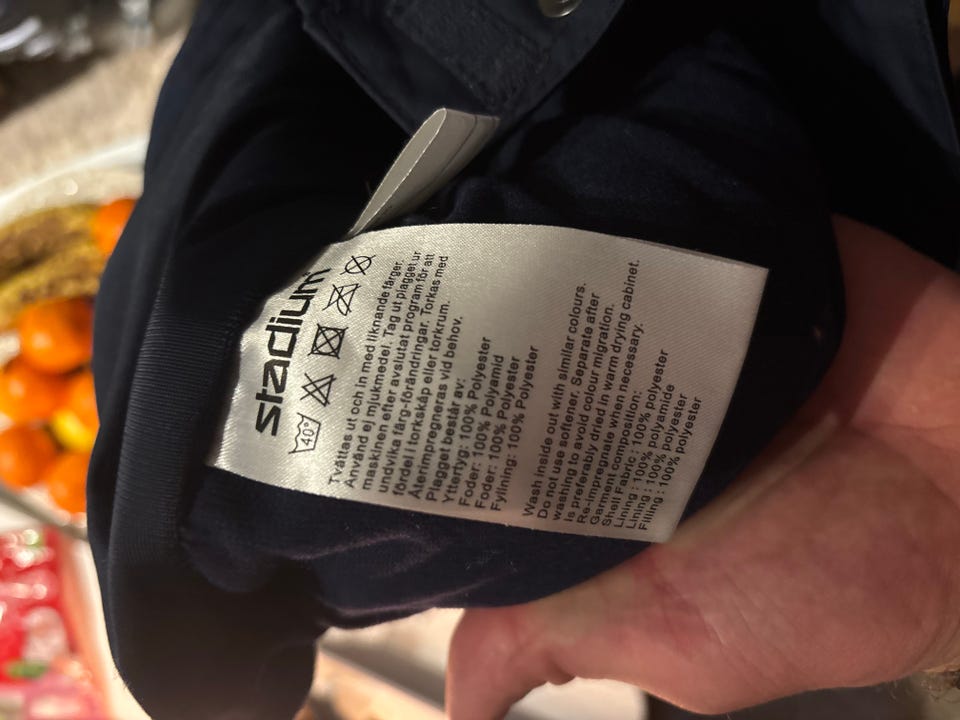 stadium
40°
Tvättas ut och in med liknande färger.
Använd ej mjukmedel. Tag ut plagget ur
maskinen efter avslutat program för att
undvika färg-förändringar. Torkas med
fördel i torkskåp eller torkrum.
Återimpregneras vid behov.
Plagget består av:
Yttertyg: 100% Polyester
Foder: 100% Polyamid
Foder: 100% Polyester
Fyllning: 100% Polyester
Wash inside out with similar colours.
Do not use softener. Separate after
washing to avoid colour migration.
Is preferably dried in warm drying cabinet.
Re-impregnate when necessary.
Garment composition:
Shell Fabric : 100% polyester
Lining : 100% polyamide
Lining : 100% polyester
Filling : 100% polyester